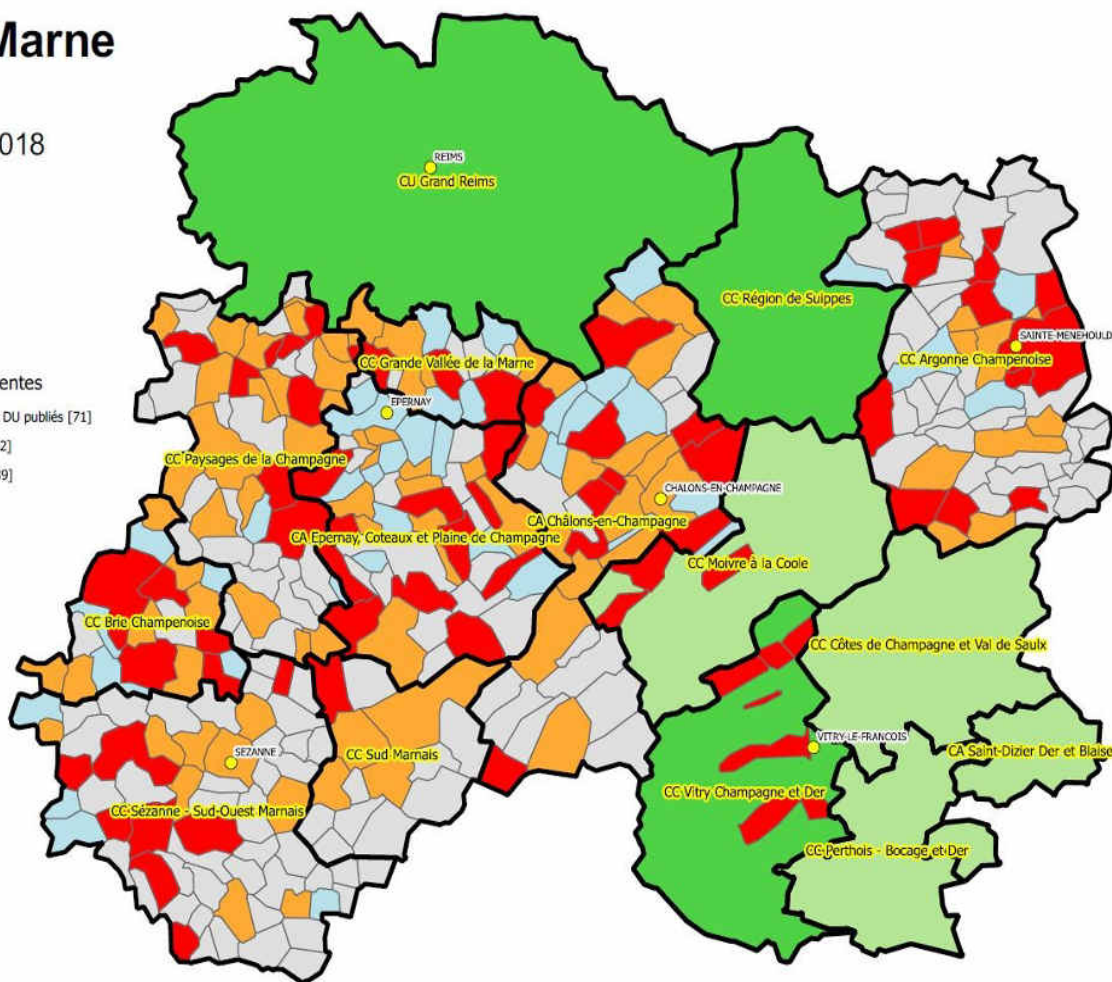 Marne
018
entes
DU publiés [71]
2]
9]
REIMS
CU Grand Reims
CC Région de Suippes
SAINTE-MENEHOULD
CC Argonne Champenoise
CC Grande Vallée de la Marne
EPERNAY
CC Paysages de la Champagne
CHALONS-EN-CHAMPAGNE
CA Châlons-en-Champagne
CA Epernay, Coteaux et Plaine de Champagne
CC Moivre à la Coole
CC Brie Champenoise
CC Côtes de Champagne et Val de Saulx
VITRY-LE-FRANCOIS
SEZANNE
CC Sud Marnais
CA Saint-Dizier Der et Blaise
CC Vitry Champagne et Der
CC Sézanne - Sud-Ouest Marnais
CC Perthois - Bocage et Der